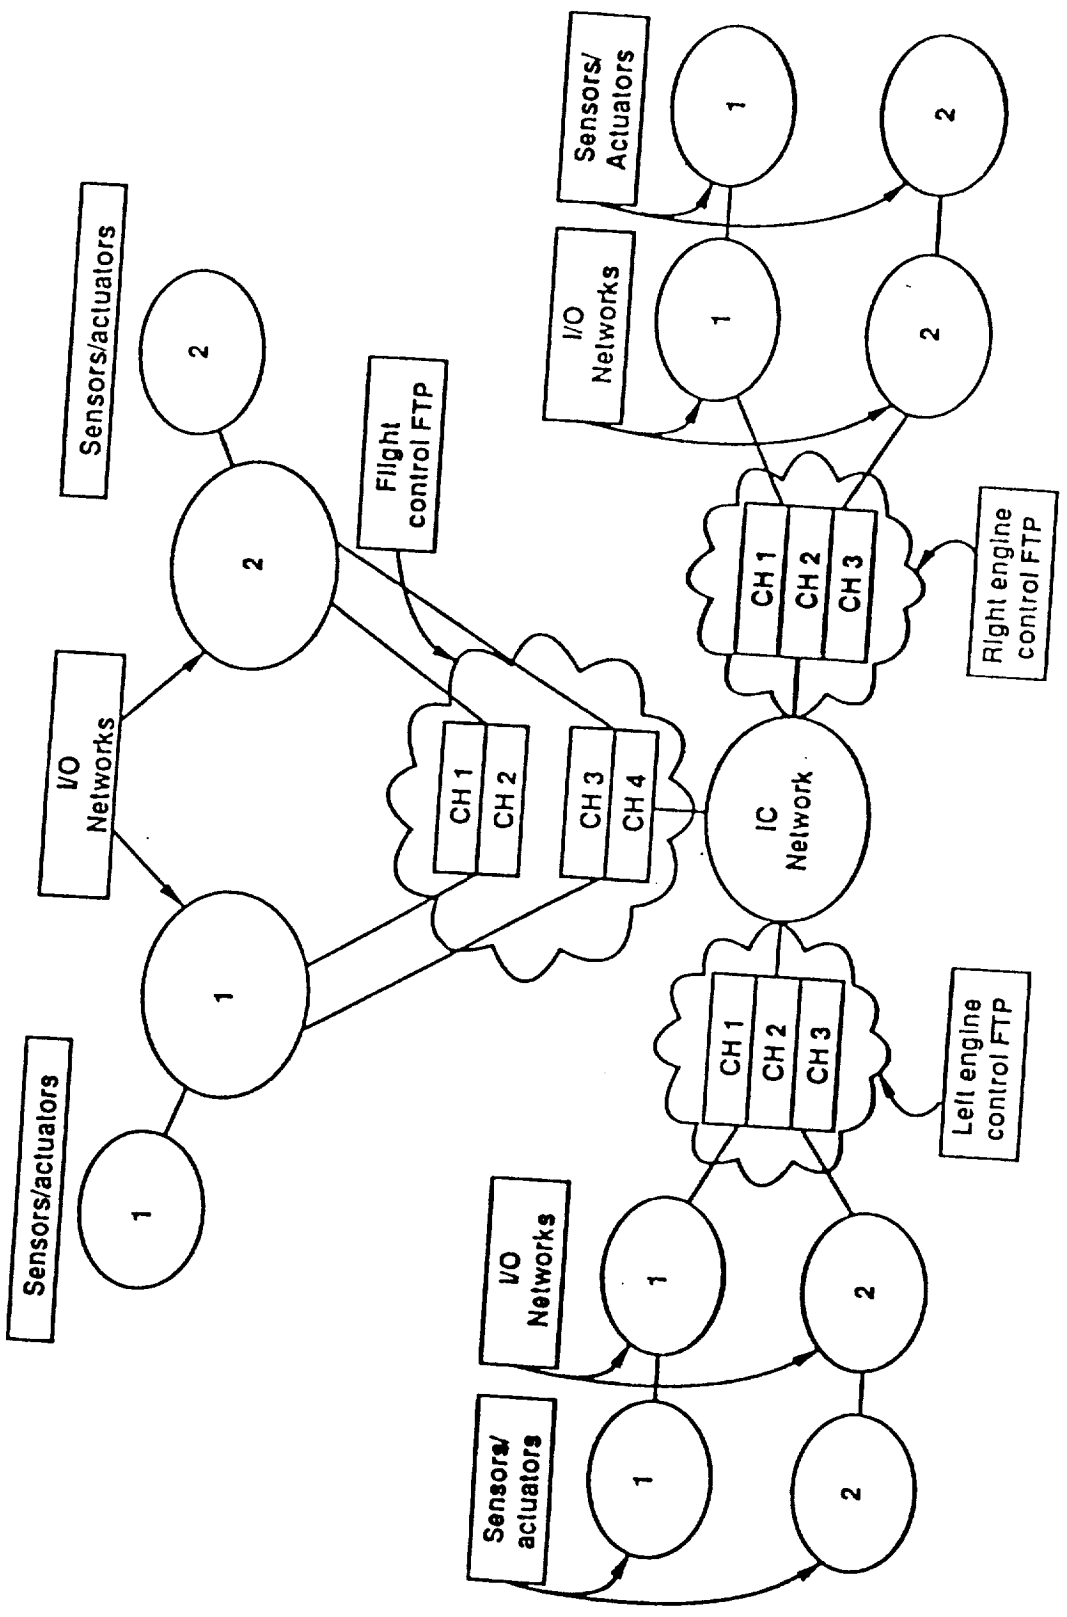 Sensors/actuators
I/O
Networks
Sensors/actuators
1
1
2
2
Flight
control FTP
CH 1
CH 2
CH 3
CH 4
Sensors/
actuators
I/O
Networks
1
1
2
2
CH 1
CH 2
CH 3
Left engine
control FTP
IC
Network
CH 1
CH 2
CH 3
Right engine
control FTP
I/O
Networks
Sensors/
Actuators
1
1
2
2